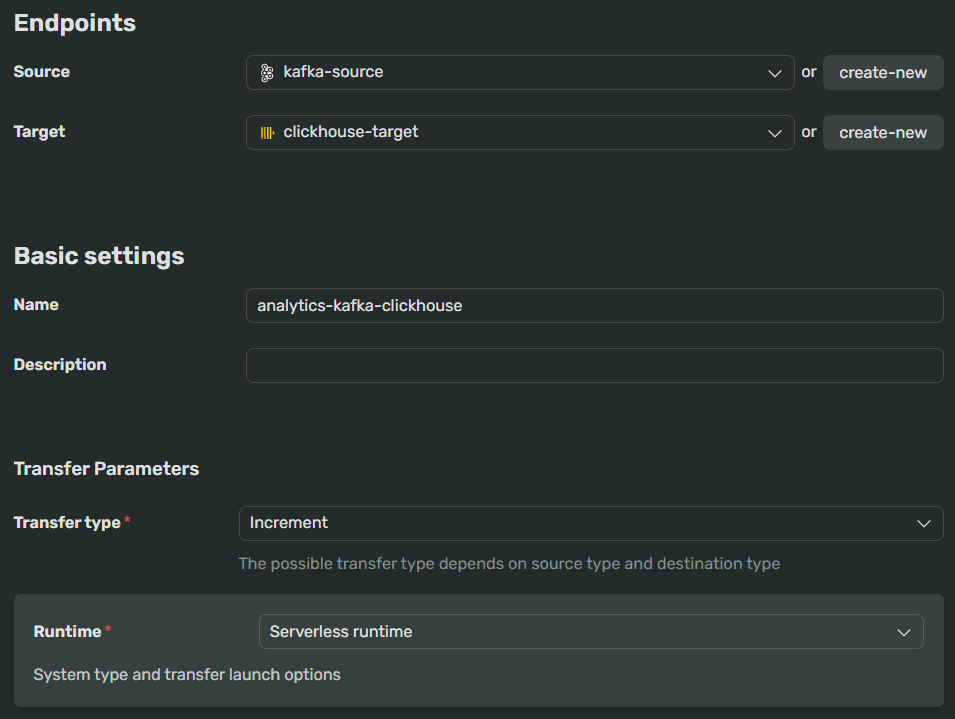 Endpoints
Source kafka-source or create-new
Target clickhouse-target or create-new
Basic settings
Name analytics-kafka-clickhouse
Description
Transfer Parameters
Transfer type * Increment
The possible transfer type depends on source type and destination type
Runtime * Serverless runtime
System type and transfer launch options